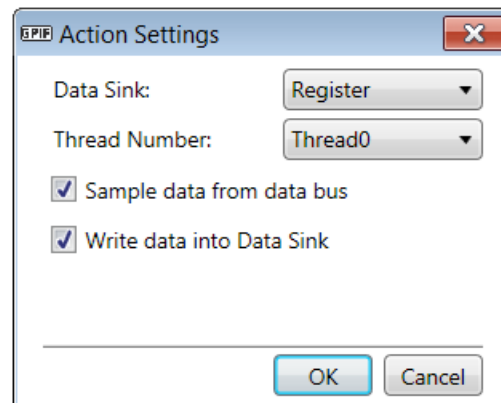 GPIF Action Settings
Data Sink: Register
Thread Number: Thread0
Sample data from data bus
Write data into Data Sink
OK Cancel